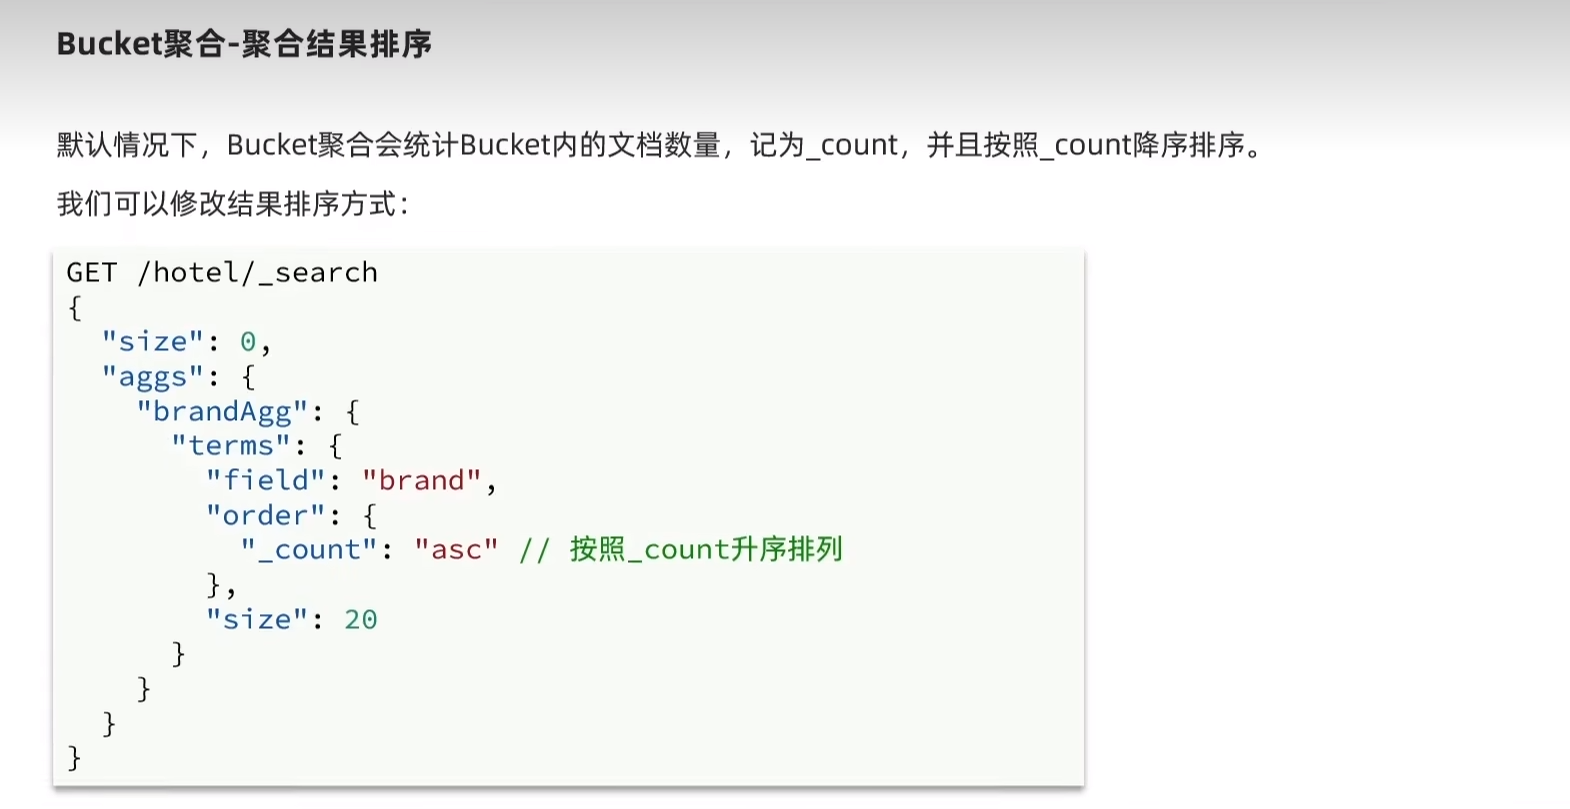 Bucket聚合-聚合结果排序
默认情况下，Bucket聚合会统计Bucket内的文档数量，记为_count，并且按照_count降序排序。
我们可以修改结果排序方式：
GET /hotel/_search
{
  "size": 0,
  "aggs": {
    "brandAgg": {
      "terms": {
        "field": "brand",
        "order": {
          "_count": "asc" // 按照_count升序排列
        },
        "size": 20
      }
    }
  }
}